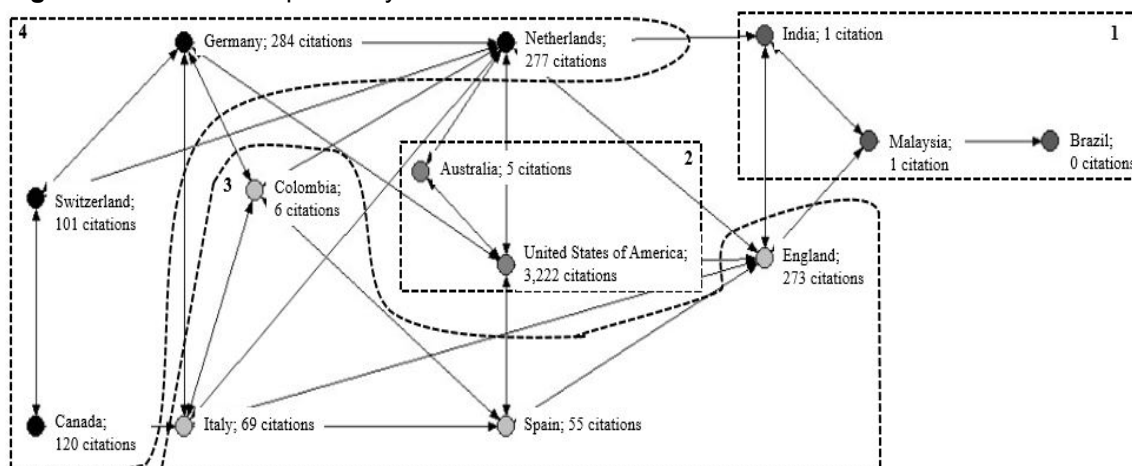 4
Germany; 284 citations
Netherlands;
277 citations
India; 1 citation
1
Malaysia;
1 citation
Brazil;
0 citations
2
Australia; 5 citations
3
Colombia;
6 citations
Switzerland;
101 citations
United States of America;
3,222 citations
England;
273 citations
Canada;
120 citations
Italy; 69 citations
Spain; 55 citations